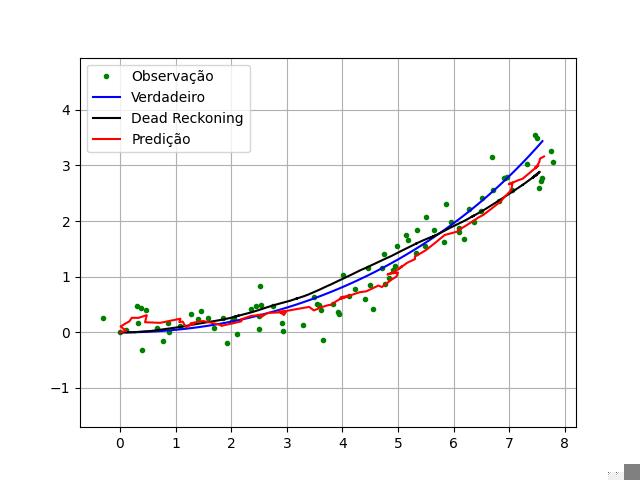 Observação
Verdadeiro
Dead Reckoning
Predição
4
3
2
1
0
−1
0 1 2 3 4 5 6 7 8